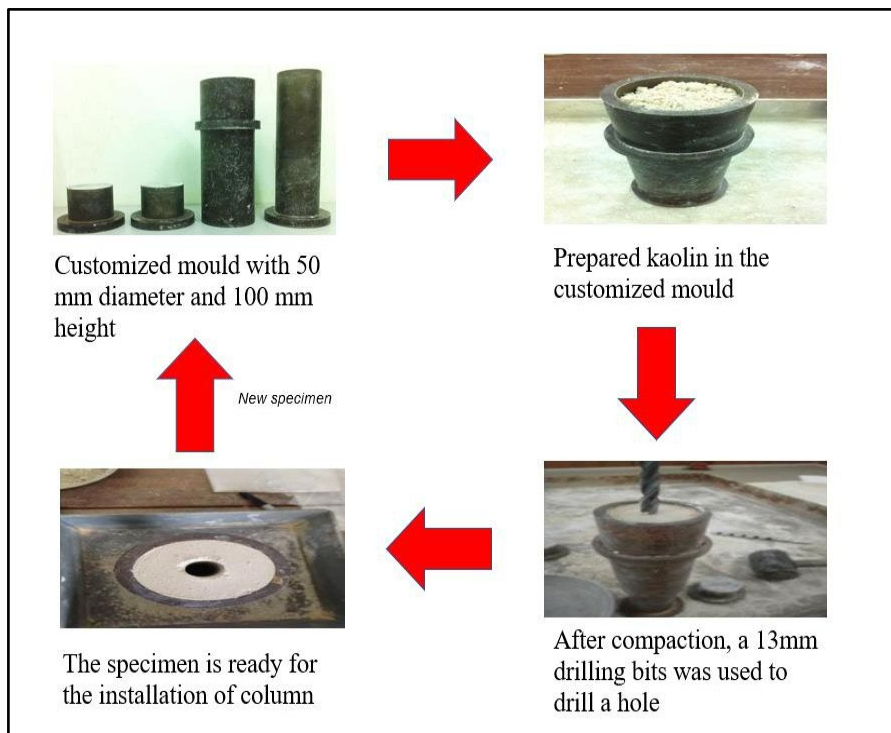 Customized mould with 50
mm diameter and 100 mm
height
Prepared kaolin in the
customized mould
New specimen
The specimen is ready for
the installation of column
After compaction, a 13mm
drilling bits was used to
drill a hole